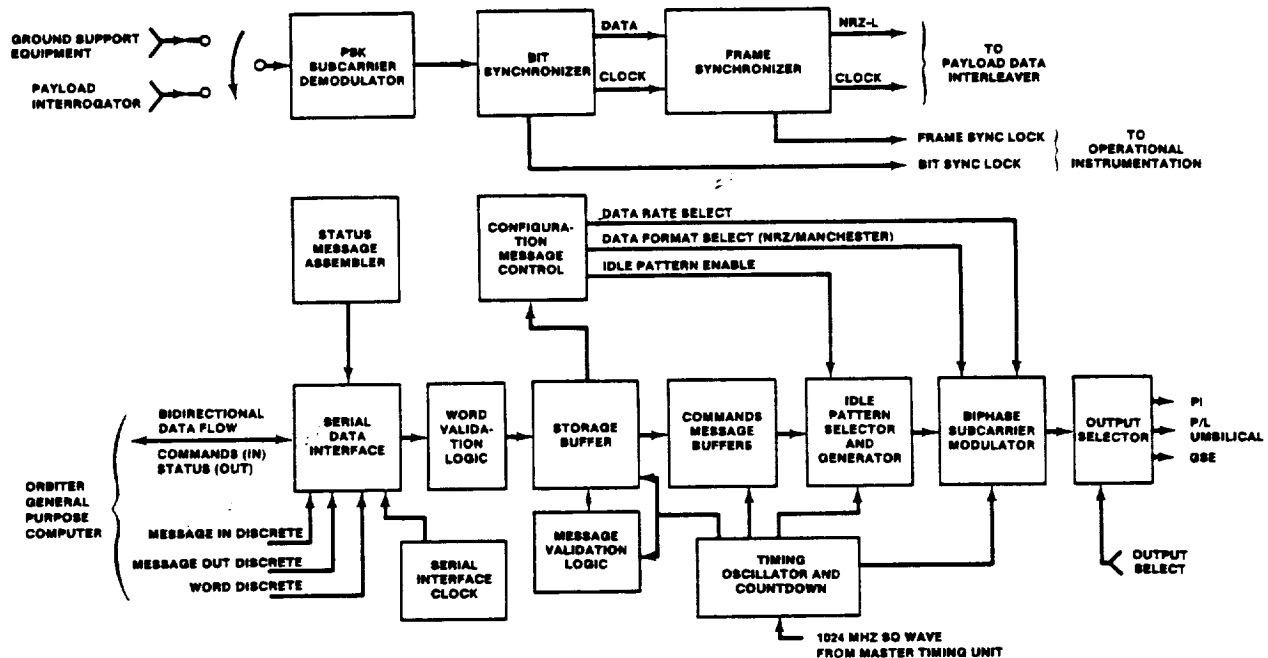 GROUND SUPPORT
EQUIPMENT
PAYLOAD
INTERROGATOR
PSK
SUBCARRIER
DEMODULATOR
BIT
SYNCHRONIZER
DATA
CLOCK
FRAME
SYNCHRONIZER
NRZ-L
CLOCK
TO
PAYLOAD DATA
INTERLEAVER
FRAME SYNC LOCK
BIT SYNC LOCK
TO
OPERATIONAL
INSTRUMENTATION
STATUS
MESSAGE
ASSEMBLER
CONFIGURA-
TION
MESSAGE
CONTROL
DATA RATE SELECT
DATA FORMAT SELECT (NRZ/MANCHESTER)
IDLE PATTERN ENABLE
ORBITER
GENERAL
PURPOSE
COMPUTER
BIDIRECTIONAL
DATA FLOW
COMMANDS (IN)
STATUS (OUT)
MESSAGE IN DISCRETE
MESSAGE OUT DISCRETE
WORD DISCRETE
SERIAL
DATA
INTERFACE
SERIAL
INTERFACE
CLOCK
WORD
VALIDA-
TION
LOGIC
STORAGE
BUFFER
MESSAGE
VALIDATION
LOGIC
COMMANDS
MESSAGE
BUFFERS
IDLE
PATTERN
SELECTOR
AND
GENERATOR
BIPHASE
SUBCARRIER
MODULATOR
OUTPUT
SELECTOR
PI
P/L
UMBILICAL
GSE
OUTPUT
SELECT
TIMING
OSCILLATOR AND
COUNTDOWN
1024 MHZ SQ WAVE
FROM MASTER TIMING UNIT